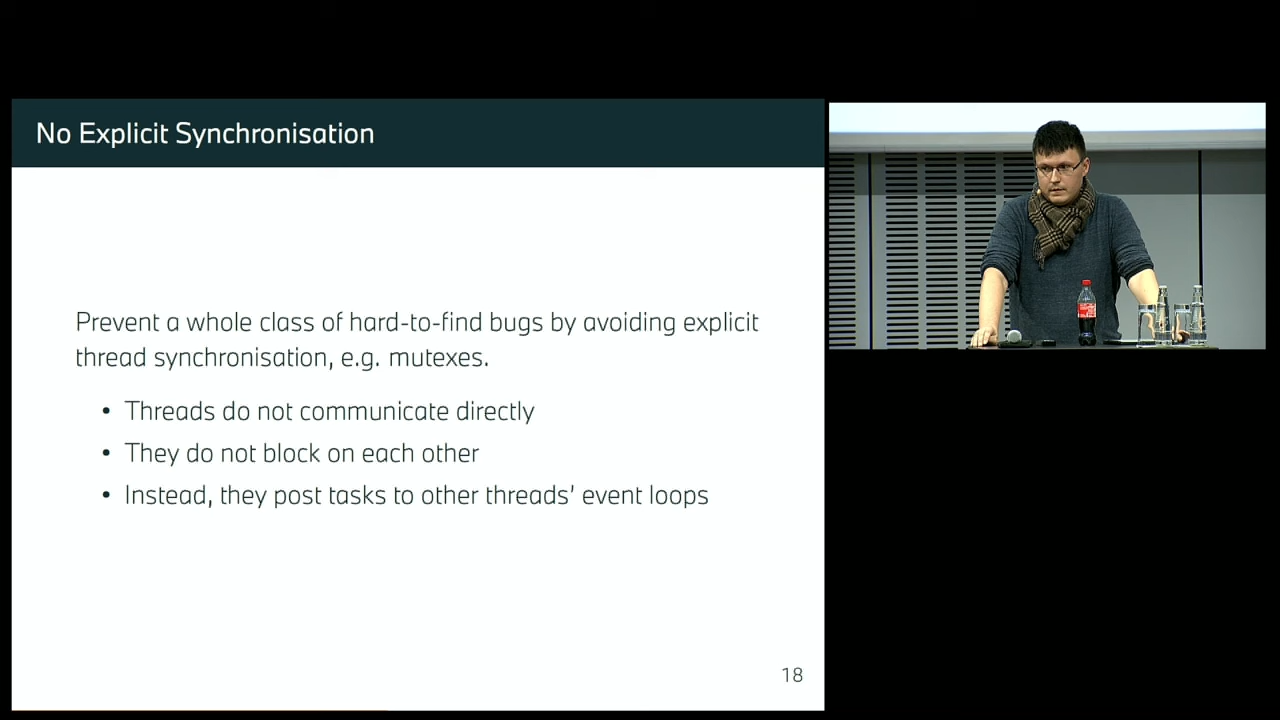 No Explicit Synchronisation
Prevent a whole class of hard-to-find bugs by avoiding explicit
thread synchronisation, e.g. mutexes.
• Threads do not communicate directly
• They do not block on each other
• Instead, they post tasks to other threads’ event loops
18